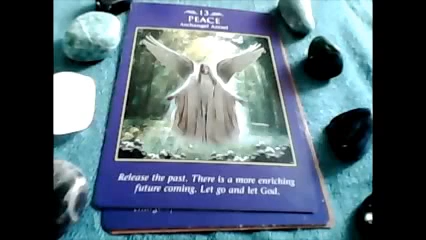 13
PEACE
Archangel Azrael
Release the past. There is a more enriching
future coming. Let go and let God.